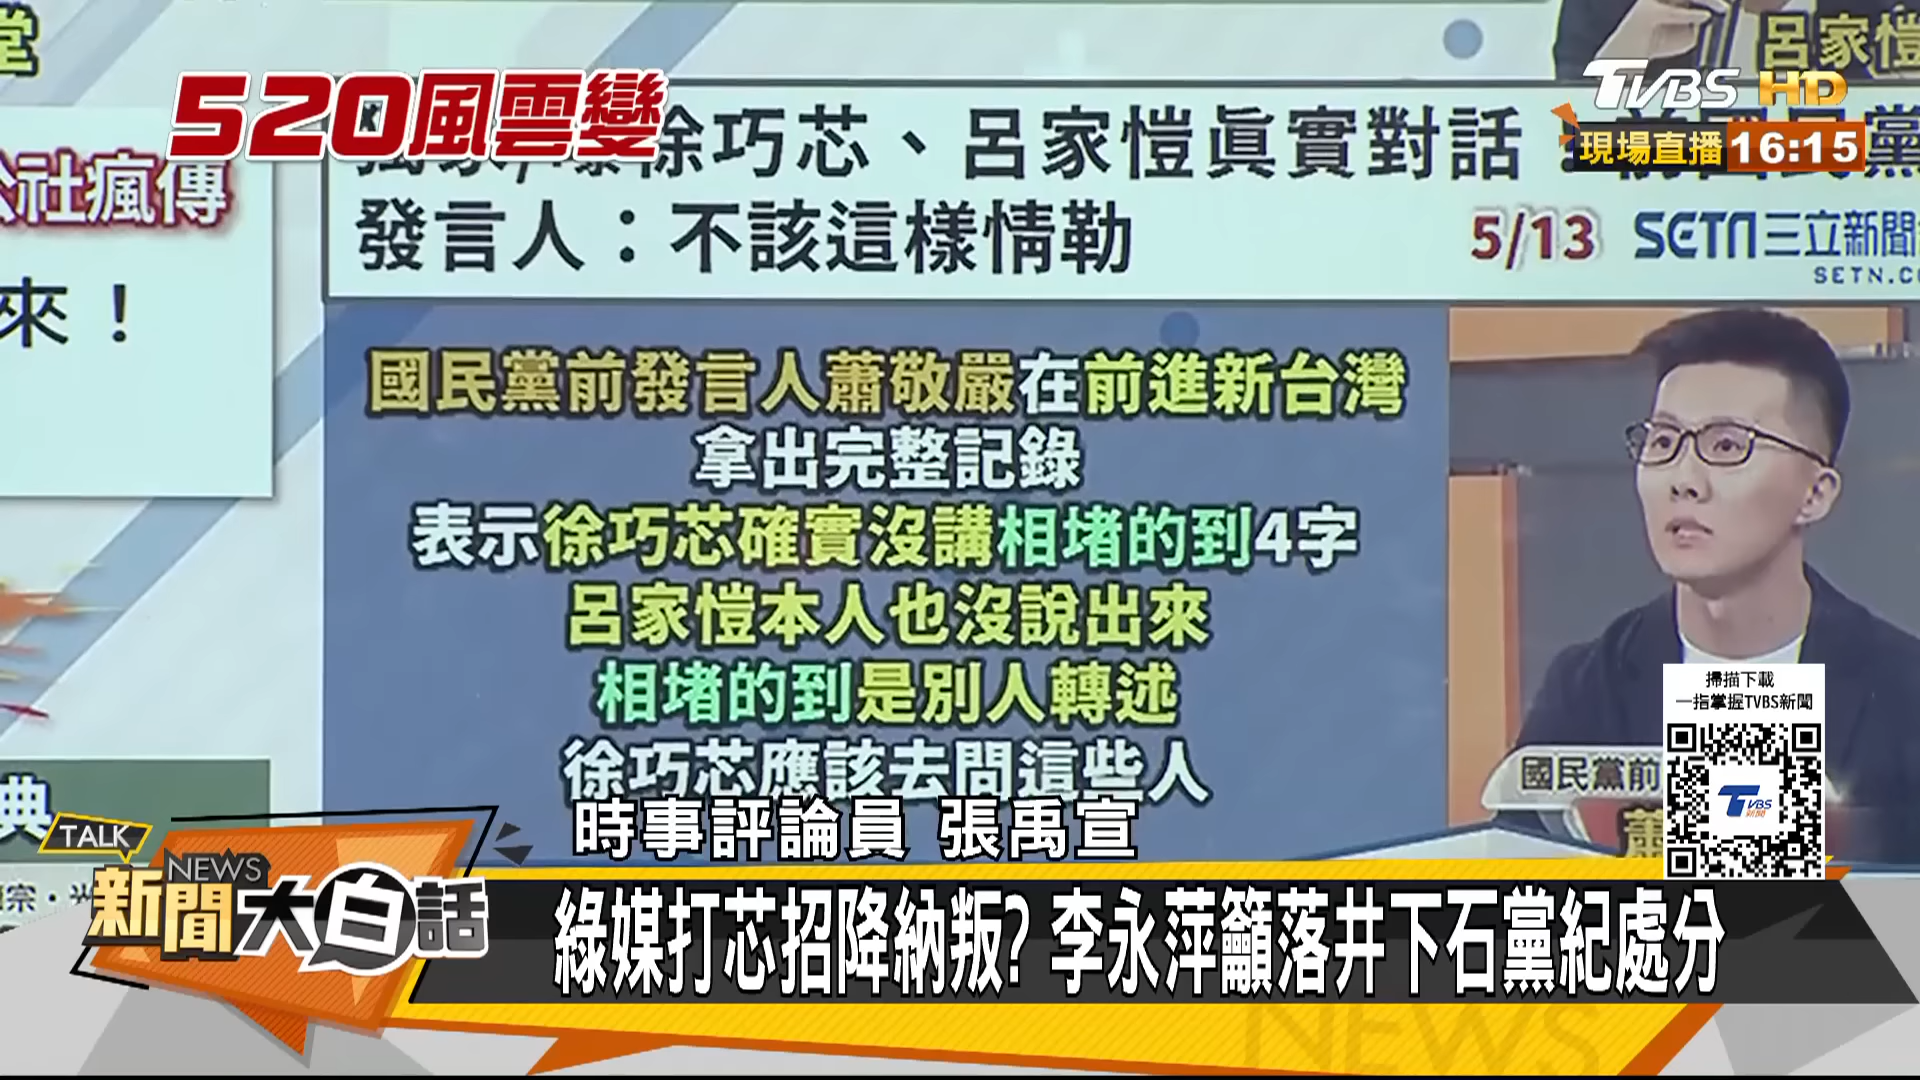 堂
呂家愷
520風雲變
TVBS HD
現場直播 16:15
徐巧芯、呂家愷真實對話
發言人：不該這樣情勒
5/13 SETN三立新聞
SETN.C
社瘋傳
來！
國民黨前發言人蕭敬嚴在前進新台灣
拿出完整記錄
表示徐巧芯確實沒講相堵的到4字
呂家愷本人也沒說出來
相堵的到是別人轉述
徐巧芯應該去問這些人
掃描下載
一指掌握TVBS新聞
TVBS
新聞
國民黨前
典
TALK
NEWS
新聞大白話
時事評論員 張禹宣
綠媒打芯招降納叛? 李永萍籲落井下石黨紀處分
NEWS